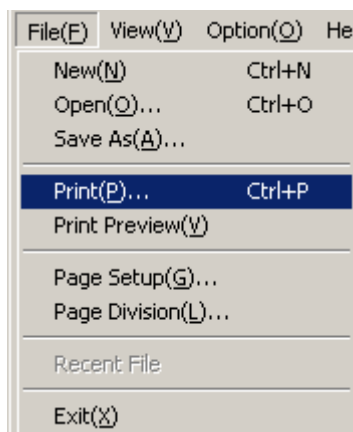 File(F) View(V) Option(O) He
New(N) Ctrl+N
Open(O)... Ctrl+O
Save As(A)...
Print(P)... Ctrl+P
Print Preview(V)
Page Setup(G)...
Page Division(L)...
Recent File
Exit(X)